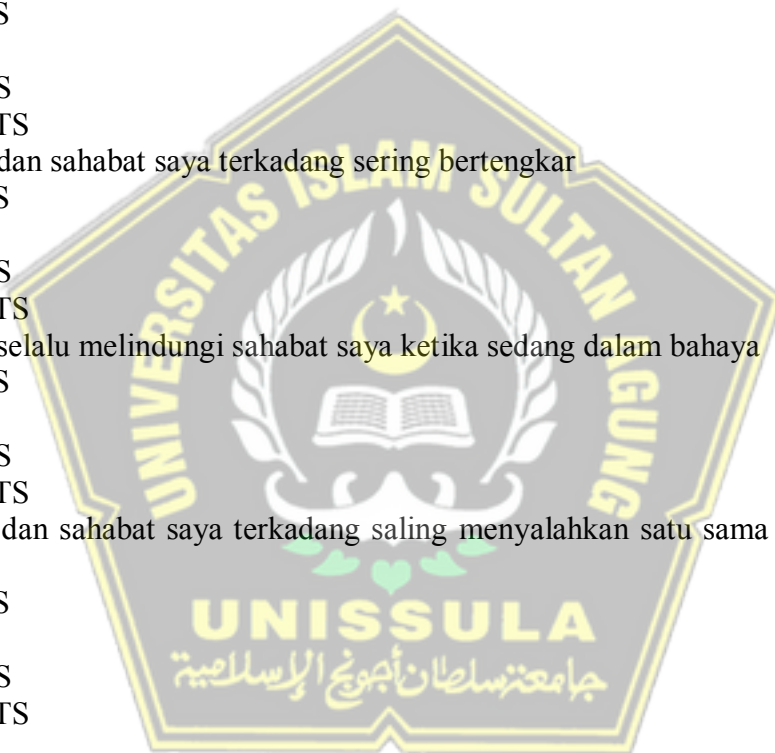 S
S
TS
dan sahabat saya terkadang sering bertengkar
S
S
TS
selalu melindungi sahabat saya ketika sedang dalam bahaya
S
S
TS
dan sahabat saya terkadang saling menyalahkan satu sama
S
S
TS
UNIVERSITAS ISLAM SULTAN AGUNG
UNISSULA
جامعة سلطان أجونج الإسلامية